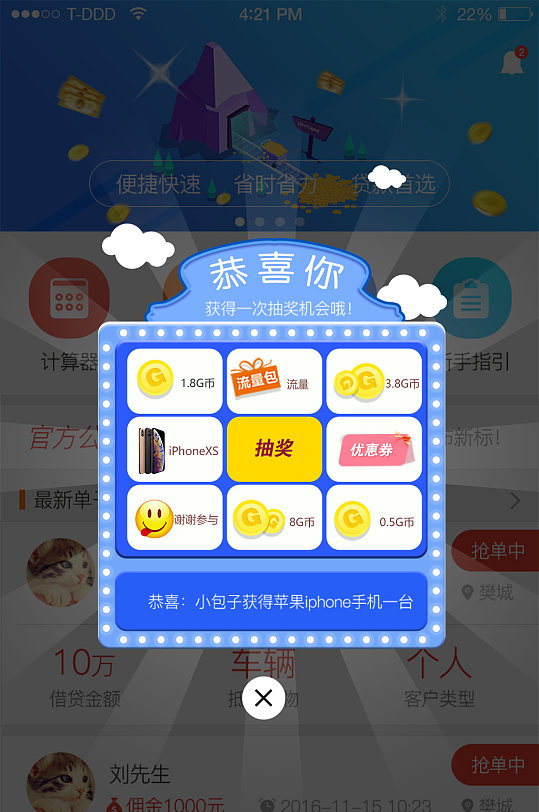 T-DDD 4:21 PM 22%
2
便捷快速 省时省力 贷款首选
恭喜你
获得一次抽奖机会哦！
计算器 新手指引
1.8G币
流量包 流量
3.8G币
官方公
新标！
iPhoneXS
抽奖
优惠券
最新单子
谢谢参与
8G币
0.5G币
抢单中
樊城
恭喜：小包子获得苹果iphone手机一台
10万 车辆 个人
借贷金额 抵 物 客户类型
刘先生
抢单中
佣金1000元 2016-11-15 10:23 樊城